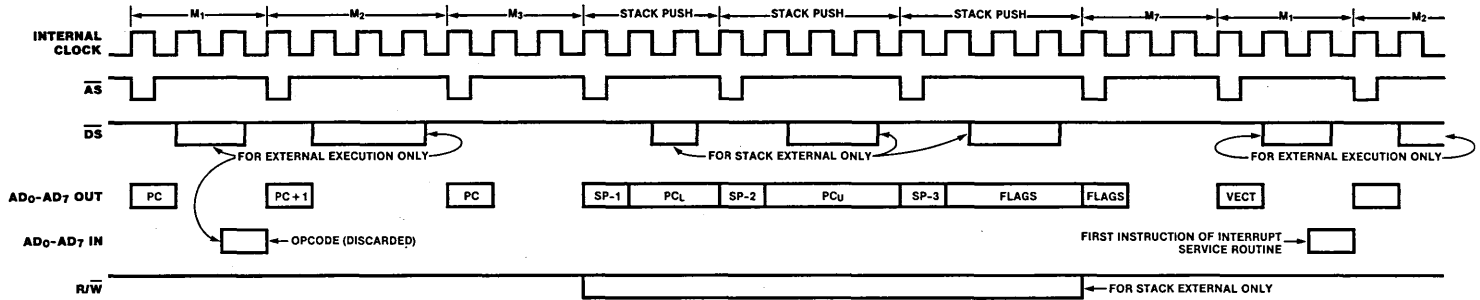 M₁ M₂ M₃ STACK PUSH STACK PUSH STACK PUSH M₇ M₁ M₂
INTERNAL
CLOCK
A̅S̅
D̅S̅
FOR EXTERNAL EXECUTION ONLY FOR STACK EXTERNAL ONLY FOR EXTERNAL EXECUTION ONLY
AD₀-AD₇ OUT PC PC + 1 PC SP-1 PCL SP-2 PCU SP-3 FLAGS FLAGS VECT
AD₀-AD₇ IN OPCODE (DISCARDED) FIRST INSTRUCTION OF INTERRUPT
SERVICE ROUTINE
R/W̅ FOR STACK EXTERNAL ONLY